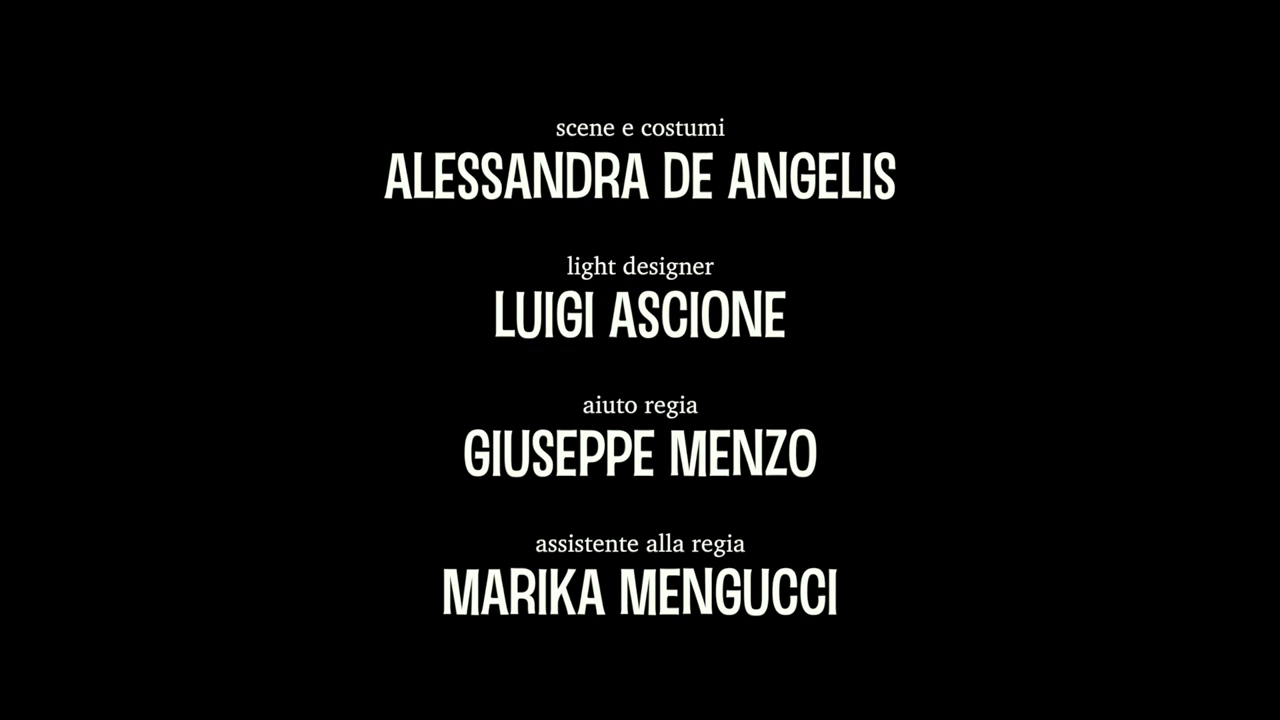 scene e costumi
ALESSANDRA DE ANGELIS
light designer
LUIGI ASCIONE
aiuto regia
GIUSEPPE MENZO
assistente alla regia
MARIKA MENGUCCI